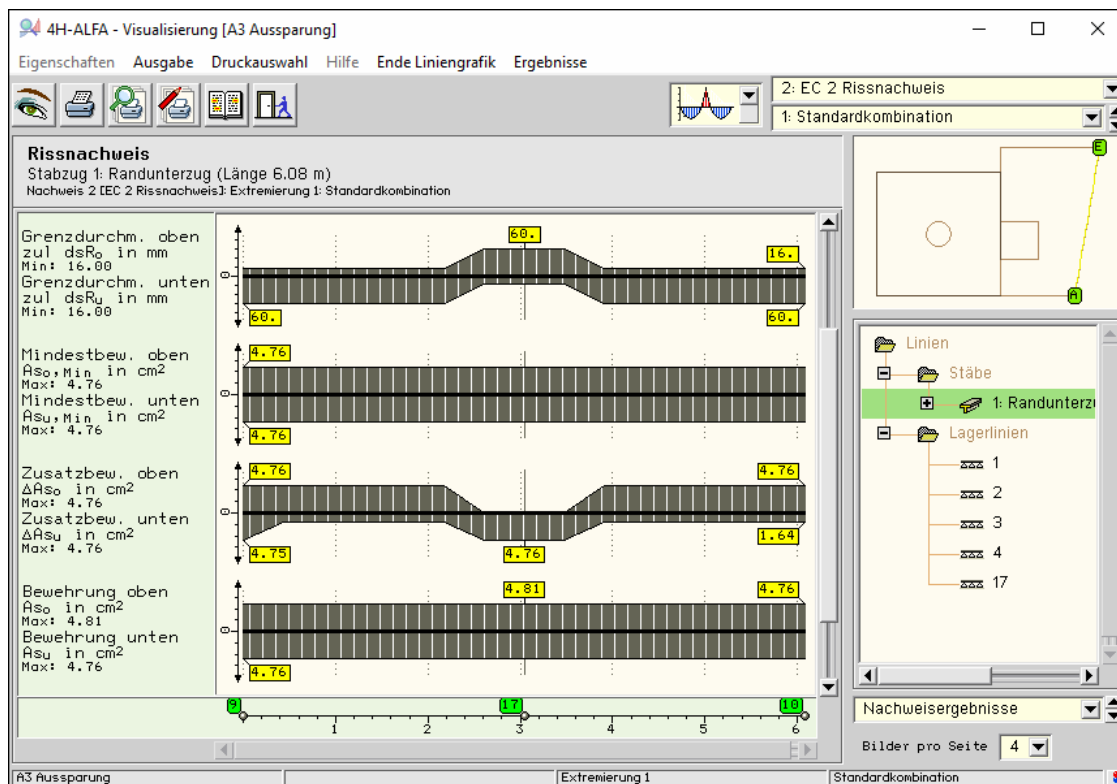 4H-ALFA - Visualisierung [A3 Aussparung]
Eigenschaften Ausgabe Druckauswahl Hilfe Ende Liniengrafik Ergebnisse
2: EC 2 Rissnachweis
1: Standardkombination
Rissnachweis
Stabzug 1: Randunterzug (Länge 6.08 m)
Nachweis 2 [EC 2 Rissnachweis]: Extremierung 1: Standardkombination
E
A
Grenzdurchm. oben
zul dsRo in mm
Min: 16.00
Grenzdurchm. unten
zul dsRu in mm
Min: 16.00
0
60.
16.
60.
60.
Mindestbew. oben
Aso,Min in cm2
Max: 4.76
Mindestbew. unten
Asu,Min in cm2
Max: 4.76
0
4.76
4.76
Zusatzbew. oben
ΔAso in cm2
Max: 4.76
Zusatzbew. unten
ΔAsu in cm2
Max: 4.76
0
4.76
4.76
4.75
4.76
1.64
Bewehrung oben
Aso in cm2
Max: 4.81
Bewehrung unten
Asu in cm2
Max: 4.76
0
4.81
4.76
4.76
9
17
10
1 2 3 4 5 6
Linien
Stäbe
1: Randunterzu
Lagerlinien
1
2
3
4
17
Nachweisergebnisse
Bilder pro Seite 4
A3 Aussparung
Extremierung 1
Standardkombination